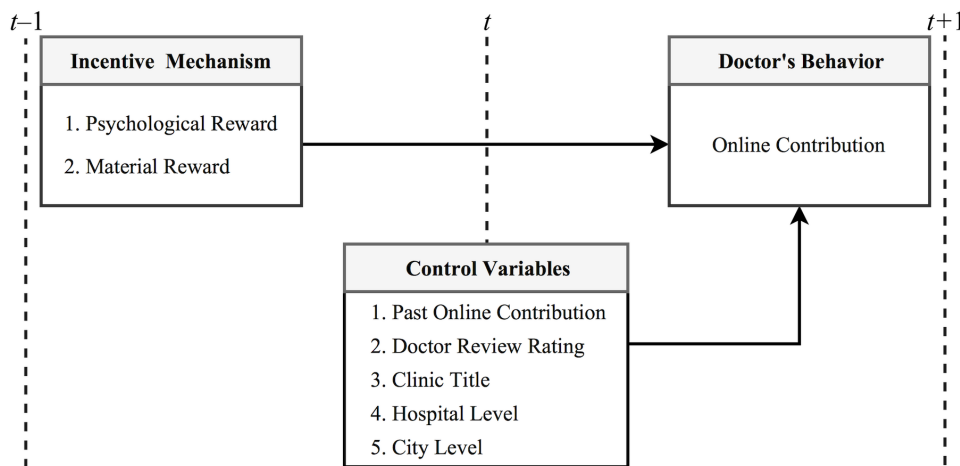 t–1
t
t+1
Incentive Mechanism
1. Psychological Reward
2. Material Reward
Doctor's Behavior
Online Contribution
Control Variables
1. Past Online Contribution
2. Doctor Review Rating
3. Clinic Title
4. Hospital Level
5. City Level